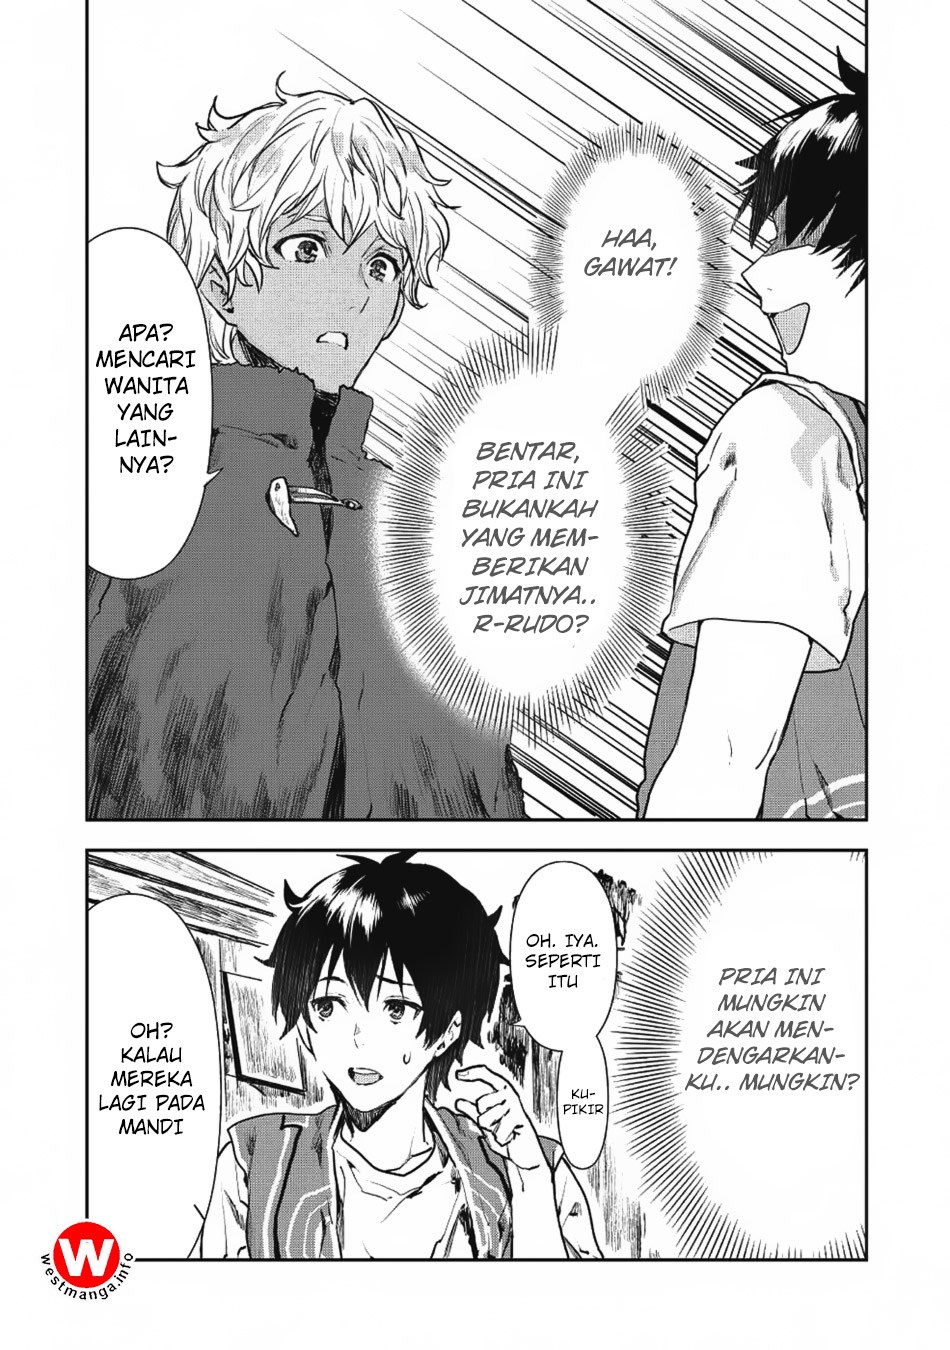 HAA,
GAWAT!
BENTAR,
PRIA INI
BUKANKAH
YANG MEM-
BERIKAN
JIMATNYA..
R-RUDO?
APA?
MENCARI
WANITA
YANG
LAIN-
NYA?
PRIA INI
MUNGKIN
AKAN MEN-
DENGARKAN-
KU.. MUNGKIN?
OH. IYA.
SEPERTI
ITU
KU-
PIKIR
OH?
KALAU
MEREKA
LAGI PADA
MANDI
W
westmanga.info